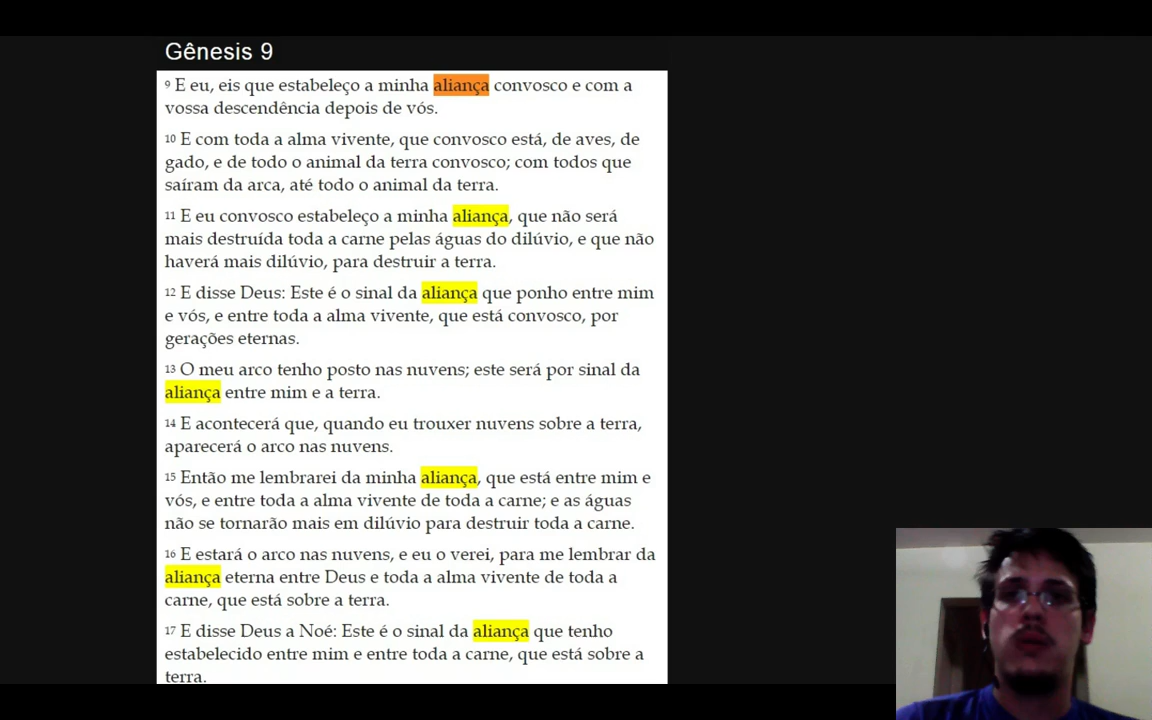 Gênesis 9
9 E eu, eis que estabeleço a minha aliança convosco e com a
vossa descendência depois de vós.
10 E com toda a alma vivente, que convosco está, de aves, de
gado, e de todo o animal da terra convosco; com todos que
saíram da arca, até todo o animal da terra.
11 E eu convosco estabeleço a minha aliança, que não será
mais destruída toda a carne pelas águas do dilúvio, e que não
haverá mais dilúvio, para destruir a terra.
12 E disse Deus: Este é o sinal da aliança que ponho entre mim
e vós, e entre toda a alma vivente, que está convosco, por
gerações eternas.
13 O meu arco tenho posto nas nuvens; este será por sinal da
aliança entre mim e a terra.
14 E acontecerá que, quando eu trouxer nuvens sobre a terra,
aparecerá o arco nas nuvens.
15 Então me lembrarei da minha aliança, que está entre mim e
vós, e entre toda a alma vivente de toda a carne; e as águas
não se tornarão mais em dilúvio para destruir toda a carne.
16 E estará o arco nas nuvens, e eu o verei, para me lembrar da
aliança eterna entre Deus e toda a alma vivente de toda a
carne, que está sobre a terra.
17 E disse Deus a Noé: Este é o sinal da aliança que tenho
estabelecido entre mim e entre toda a carne, que está sobre a
terra.